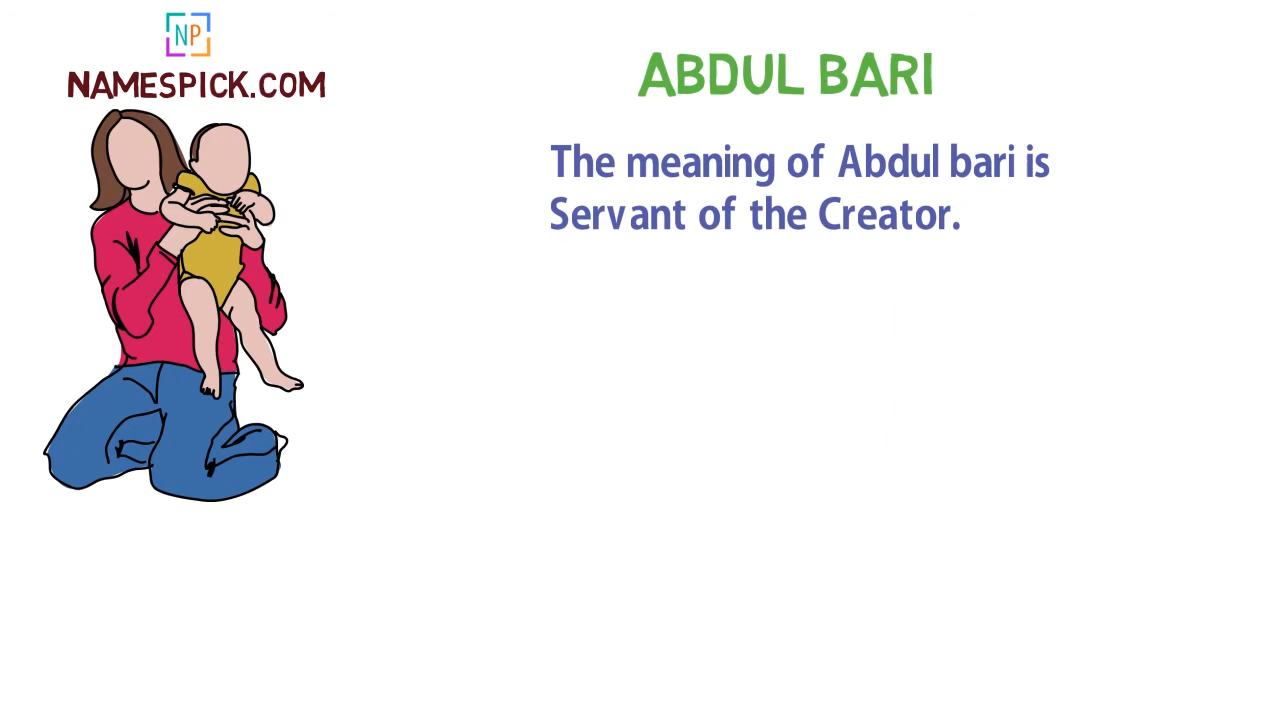 NP
NAMESPICK.COM
ABDUL BARI
The meaning of Abdul bari is
Servant of the Creator.